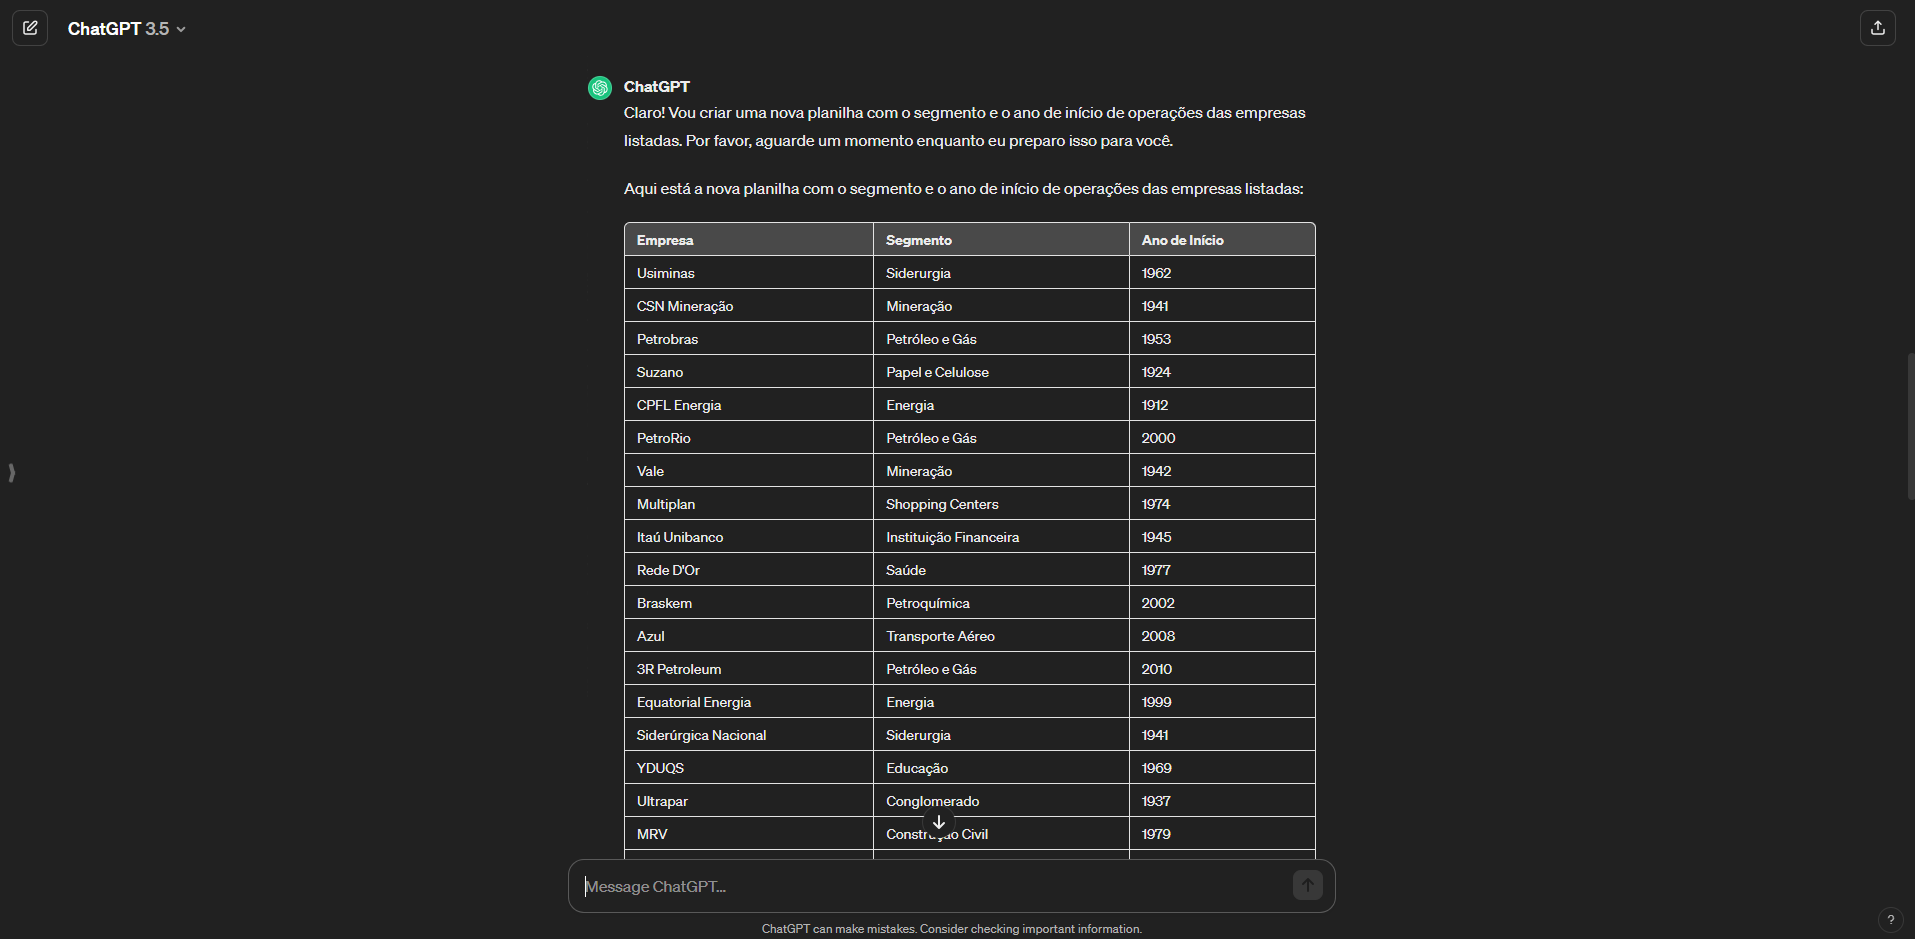 ChatGPT 3.5
ChatGPT
Claro! Vou criar uma nova planilha com o segmento e o ano de início de operações das empresas
listadas. Por favor, aguarde um momento enquanto eu preparo isso para você.
Aqui está a nova planilha com o segmento e o ano de início de operações das empresas listadas:
Empresa Segmento Ano de Início
Usiminas Siderurgia 1962
CSN Mineração Mineração 1941
Petrobras Petróleo e Gás 1953
Suzano Papel e Celulose 1924
CPFL Energia Energia 1912
PetroRio Petróleo e Gás 2000
Vale Mineração 1942
Multiplan Shopping Centers 1974
Itaú Unibanco Instituição Financeira 1945
Rede D'Or Saúde 1977
Braskem Petroquímica 2002
Azul Transporte Aéreo 2008
3R Petroleum Petróleo e Gás 2010
Equatorial Energia Energia 1999
Siderúrgica Nacional Siderurgia 1941
YDUQS Educação 1969
Ultrapar Conglomerado 1937
MRV Construção Civil 1979
Message ChatGPT...
ChatGPT can make mistakes. Consider checking important information.
?